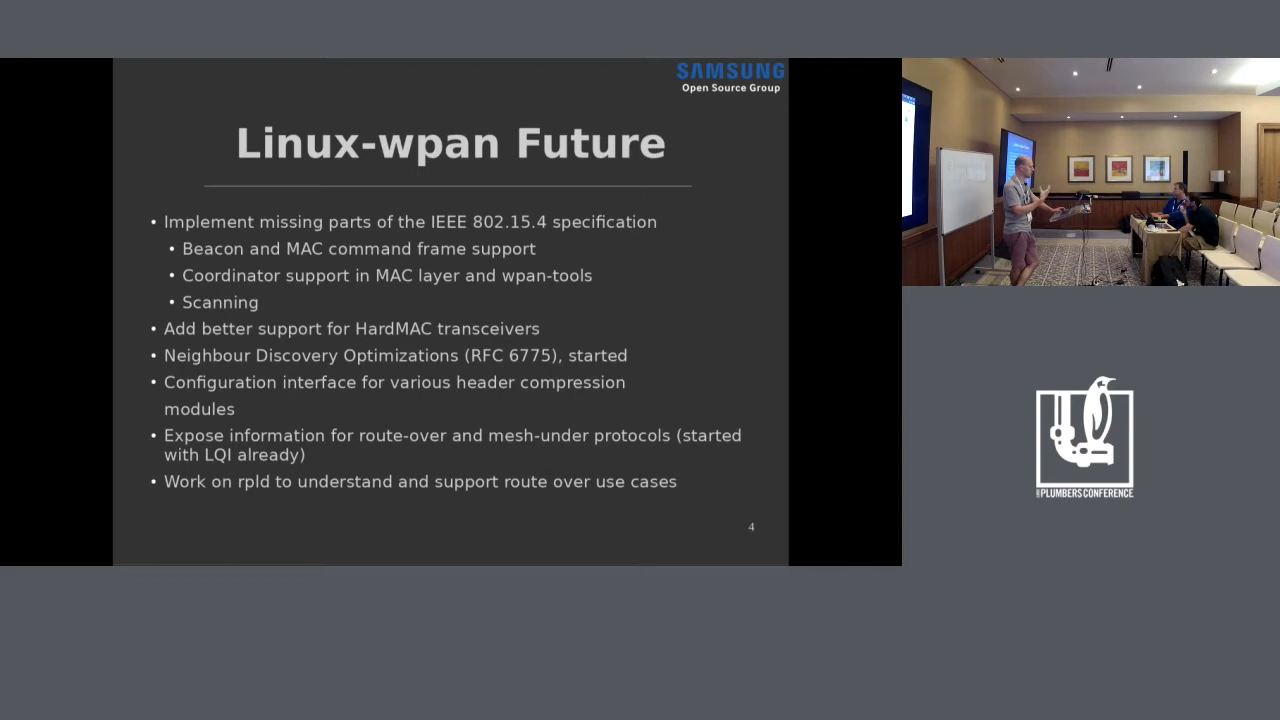 SAMSUNG
Open Source Group
Linux-wpan Future
• Implement missing parts of the IEEE 802.15.4 specification
• Beacon and MAC command frame support
• Coordinator support in MAC layer and wpan-tools
• Scanning
• Add better support for HardMAC transceivers
• Neighbour Discovery Optimizations (RFC 6775), started
• Configuration interface for various header compression
modules
• Expose information for route-over and mesh-under protocols (started
with LQI already)
• Work on rpld to understand and support route over use cases
4
PLUMBERS CONFERENCE